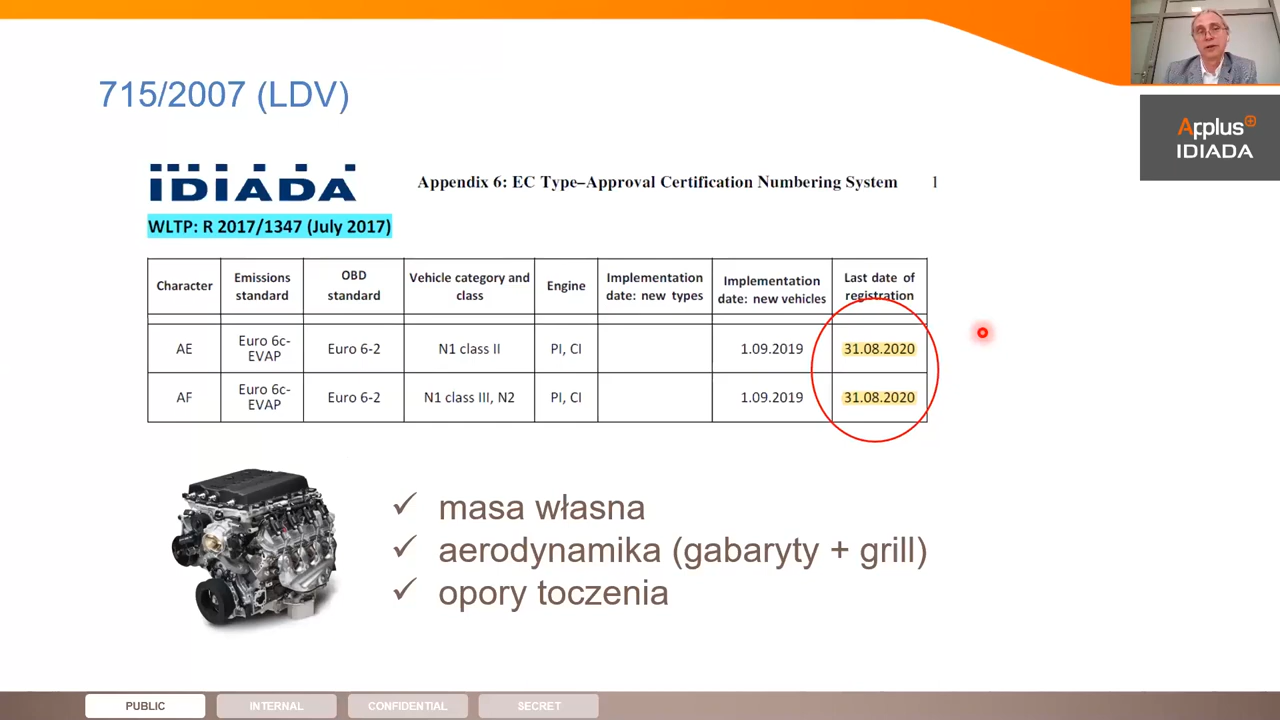 715/2007 (LDV)
Applus+
IDIADA
IDIADA
Appendix 6: EC Type–Approval Certification Numbering System 1
WLTP: R 2017/1347 (July 2017)
Character Emissions standard OBD standard Vehicle category and class Engine Implementation date: new types Implementation date: new vehicles Last date of registration
AE Euro 6c-EVAP Euro 6-2 N1 class II PI, CI 1.09.2019 31.08.2020
AF Euro 6c-EVAP Euro 6-2 N1 class III, N2 PI, CI 1.09.2019 31.08.2020
✓ masa własna
✓ aerodynamika (gabaryty + grill)
✓ opory toczenia
PUBLIC INTERNAL CONFIDENTIAL SECRET